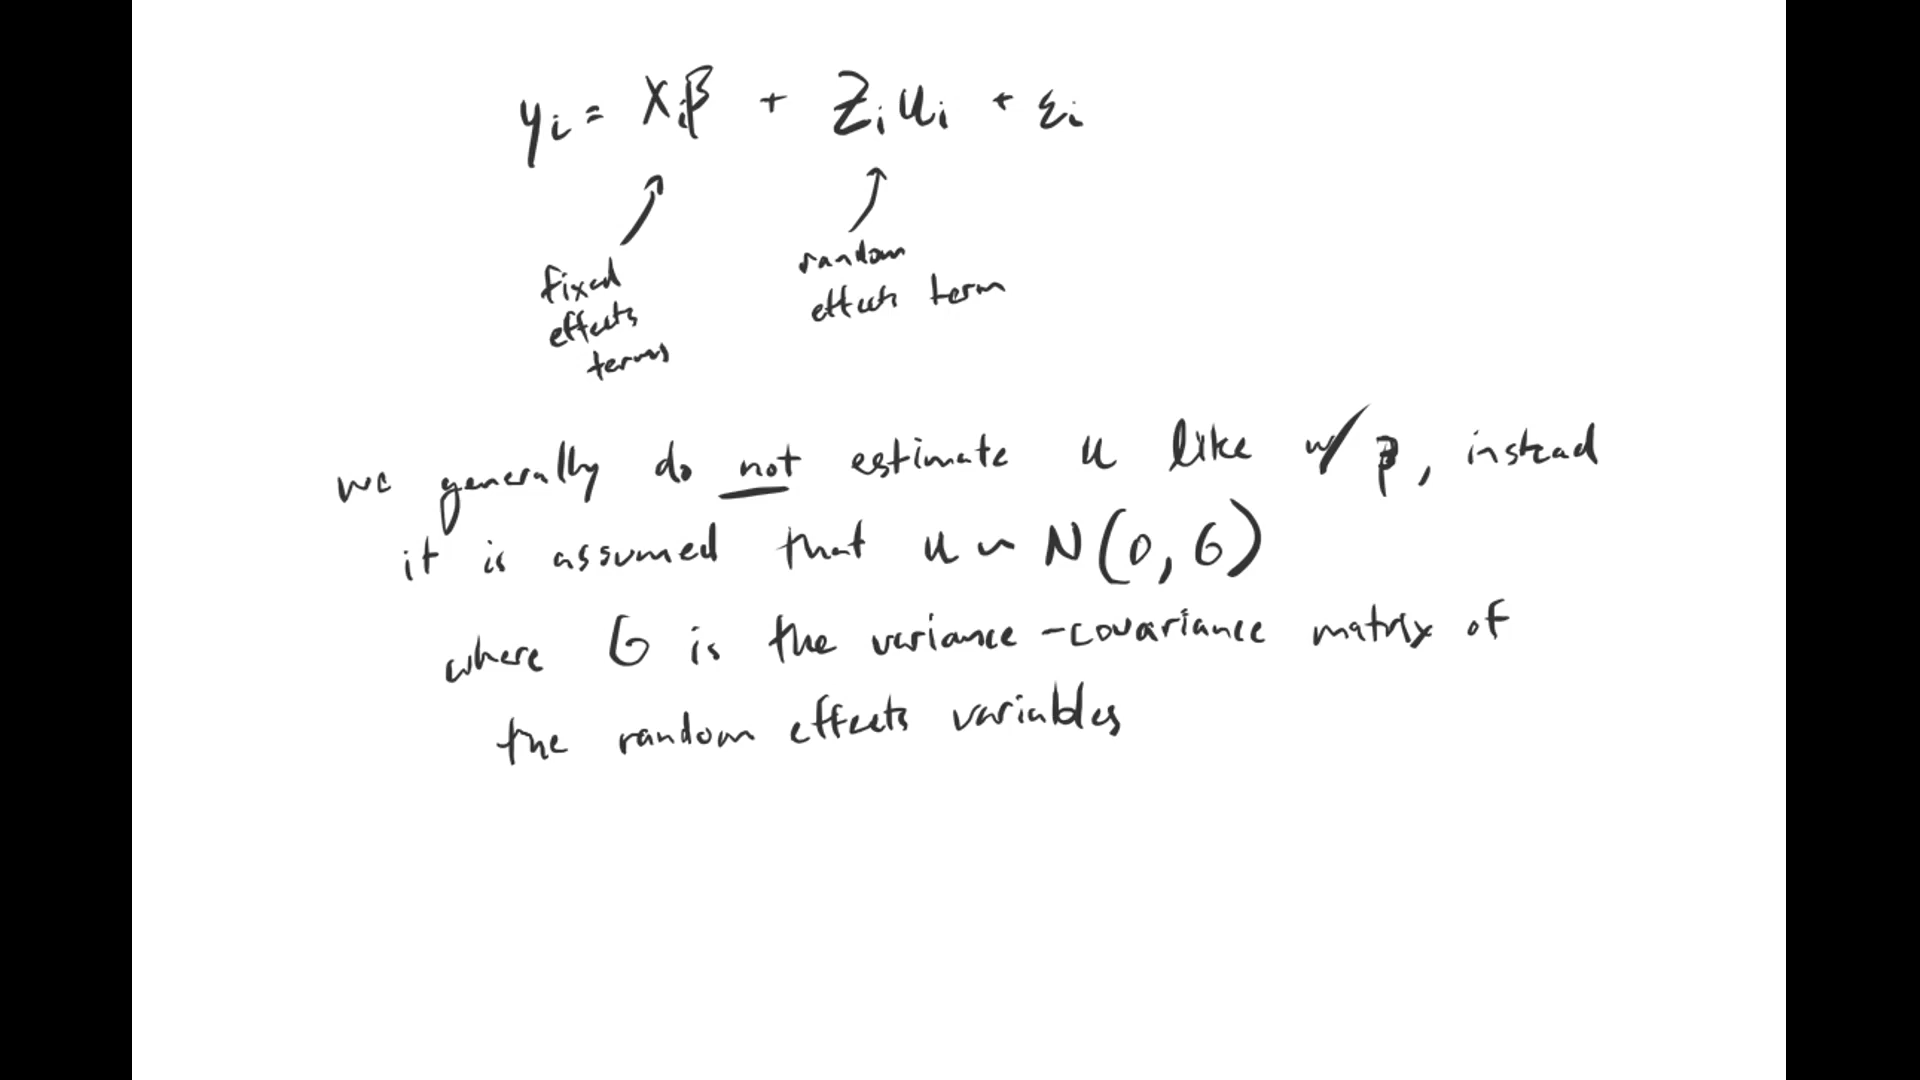 yᵢ = Xᵢβ + Zᵢuᵢ + εᵢ
fixed
effects
terms
random
effects term
we generally do not estimate u like w/ β, instead
it is assumed that u ~ N(0, G)
where G is the variance-covariance matrix of
the random effects variables